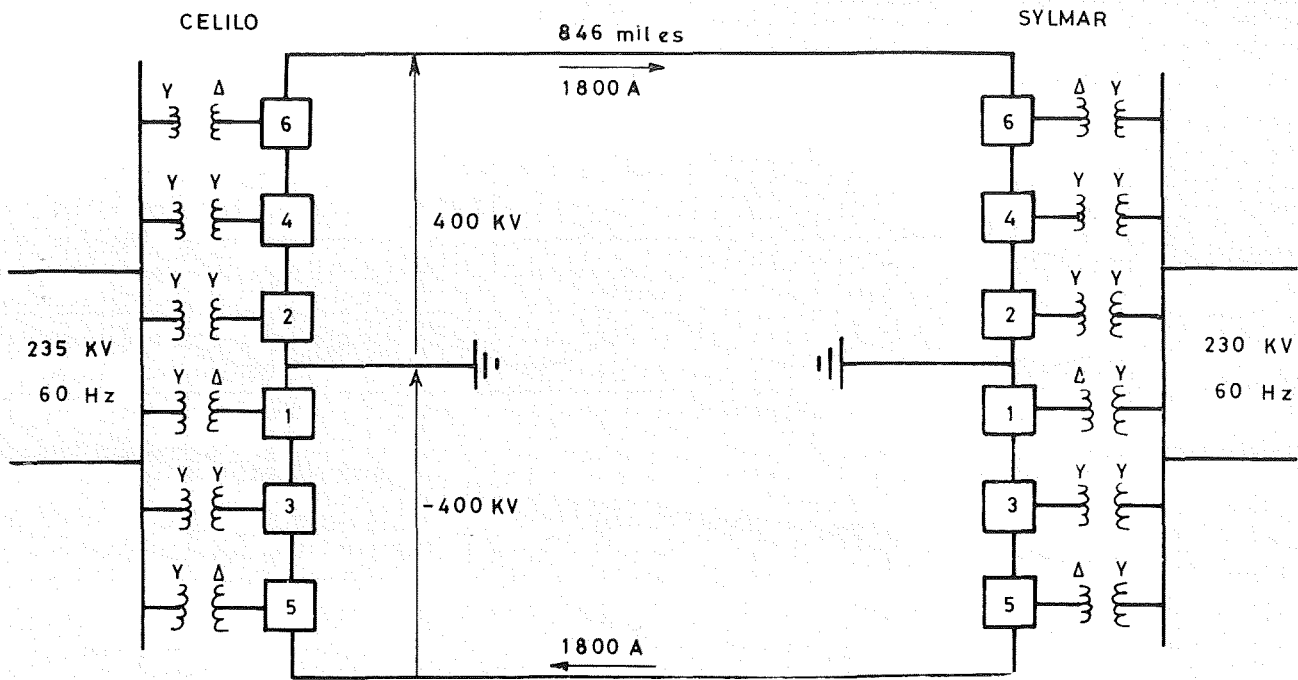 CELILO
SYLMAR
846 miles
1800 A
Y Δ
6
Y Y
4
Y Y
2
Y Δ
1
Y Y
3
Y Δ
5
235 KV
60 Hz
400 KV
-400 KV
6
Δ Y
4
Y Y
2
Y Y
1
Δ Y
3
Y Y
5
Δ Y
230 KV
60 Hz
1800 A